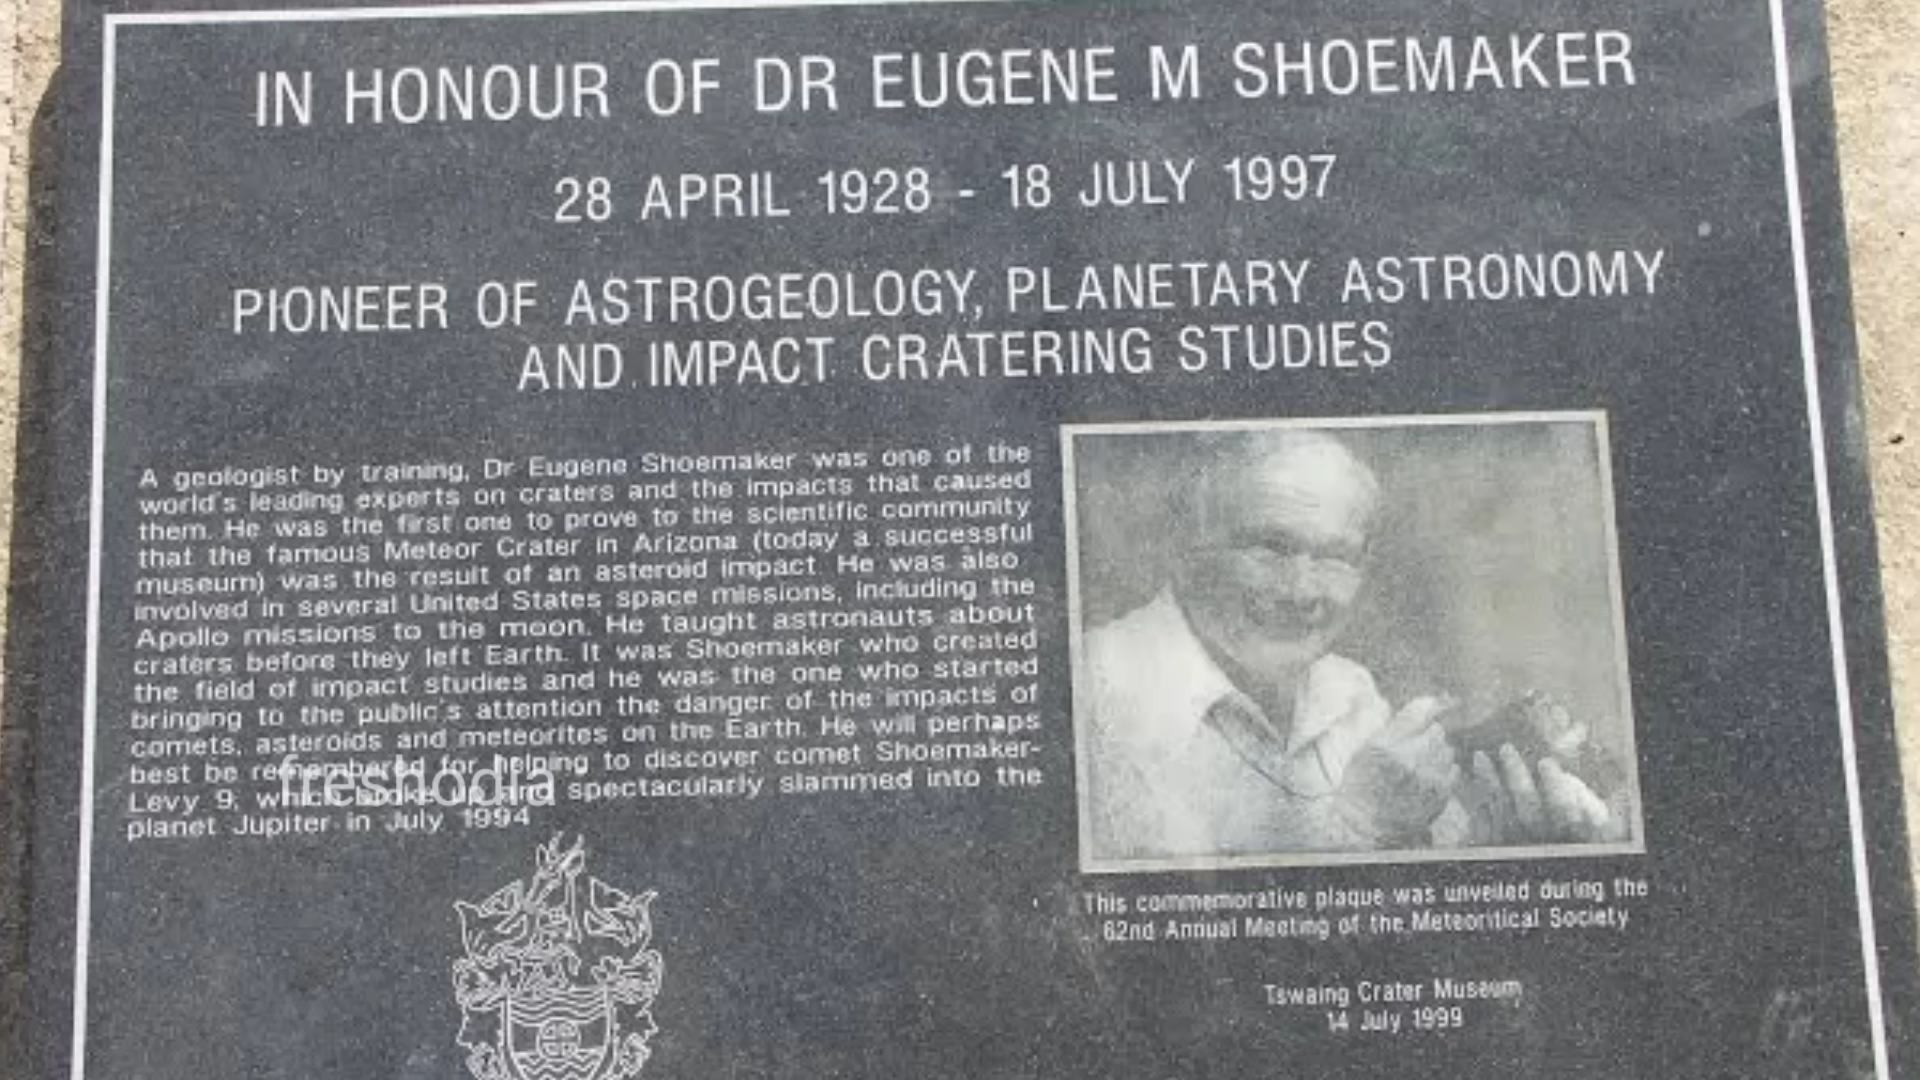 IN HONOUR OF DR EUGENE M SHOEMAKER
28 APRIL 1928 - 18 JULY 1997
PIONEER OF ASTROGEOLOGY, PLANETARY ASTRONOMY
AND IMPACT CRATERING STUDIES
A geologist by training, Dr Eugene Shoemaker was one of the
world's leading experts on craters and the impacts that caused
them. He was the first one to prove to the scientific community
that the famous Meteor Crater in Arizona (today a successful
museum) was the result of an asteroid impact. He was also
involved in several United States space missions, including the
Apollo missions to the moon. He taught astronauts about
craters before they left Earth. It was Shoemaker who created
the field of impact studies and he was the one who started
bringing to the public's attention the danger of the impacts of
comets, asteroids and meteorites on the Earth. He will perhaps
best be remembered for helping to discover comet Shoemaker-
Levy 9, which broke up and spectacularly slammed into the
planet Jupiter in July 1994
freshodia
This commemorative plaque was unveiled during the
62nd Annual Meeting of the Meteoritical Society
Tswaing Crater Museum
14 July 1999